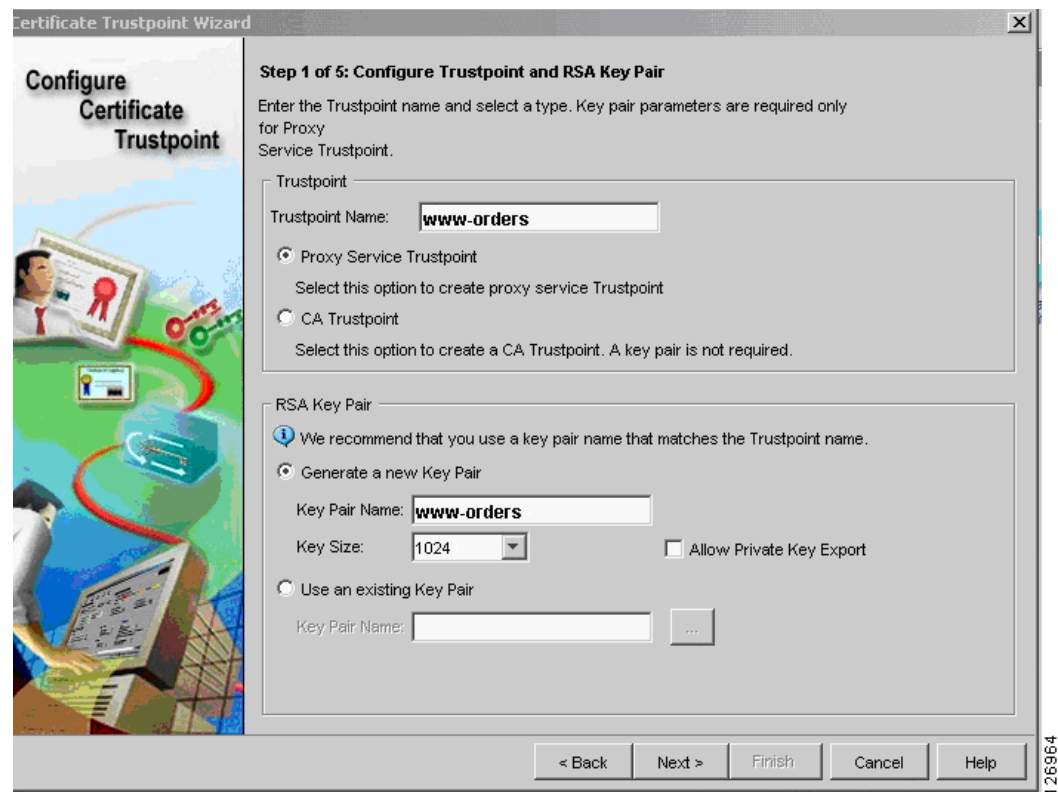 Certificate Trustpoint Wizard
Configure
Certificate
Trustpoint
Step 1 of 5: Configure Trustpoint and RSA Key Pair
Enter the Trustpoint name and select a type. Key pair parameters are required only
for Proxy
Service Trustpoint.
Trustpoint
Trustpoint Name: www-orders
Proxy Service Trustpoint
Select this option to create proxy service Trustpoint
CA Trustpoint
Select this option to create a CA Trustpoint. A key pair is not required.
RSA Key Pair
We recommend that you use a key pair name that matches the Trustpoint name.
Generate a new Key Pair
Key Pair Name: www-orders
Key Size: 1024 Allow Private Key Export
Use an existing Key Pair
Key Pair Name: ...
< Back Next > Finish Cancel Help
126964